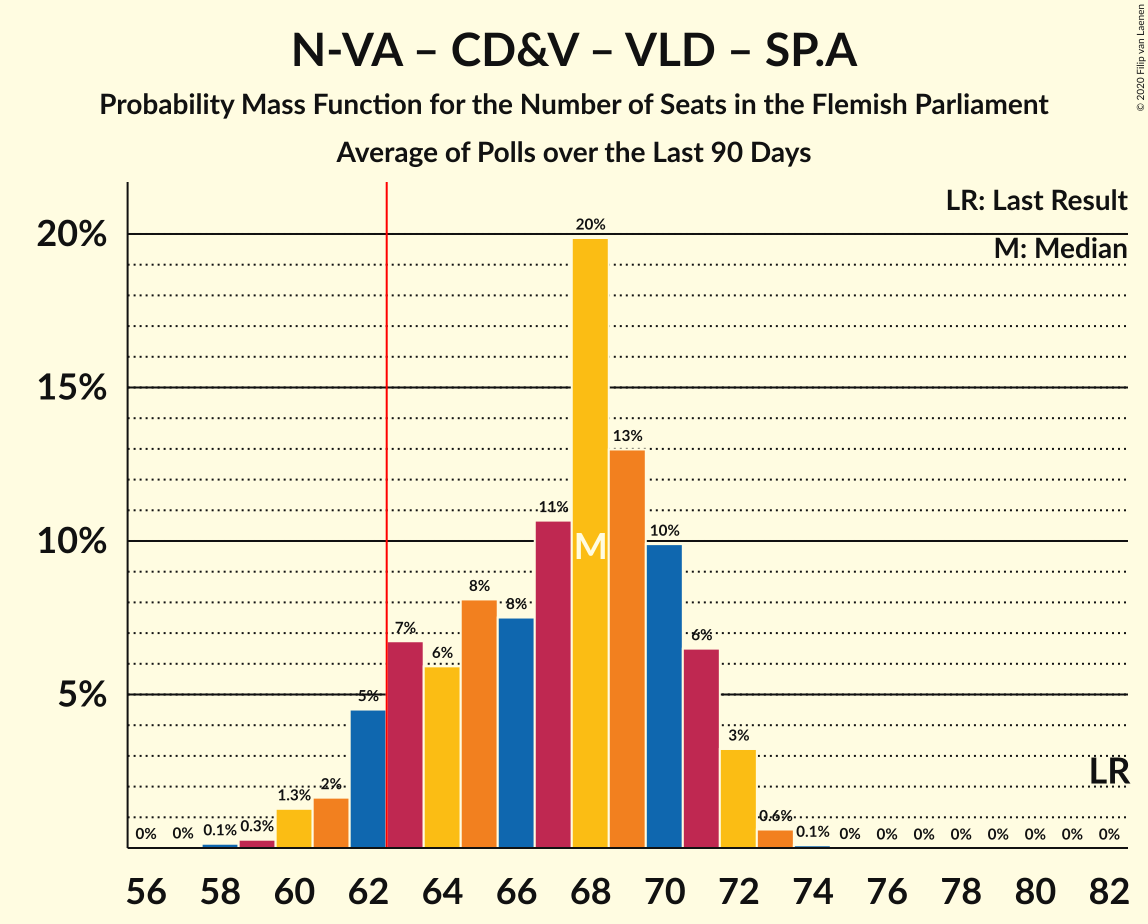 N-VA – CD&V – VLD – SP.A
Probability Mass Function for the Number of Seats in the Flemish Parliament
Average of Polls over the Last 90 Days
© 2020 Filip van Laenen
LR: Last Result
M: Median
20%
15%
10%
5%
0% 0% 0.1% 0.3% 1.3% 2% 5% 7% 6% 8% 8% 11% 20% 13% 10% 6% 3% 0.6% 0.1% 0% 0% 0% 0% 0% 0% 0% 0%
M
LR
56 58 60 62 64 66 68 70 72 74 76 78 80 82